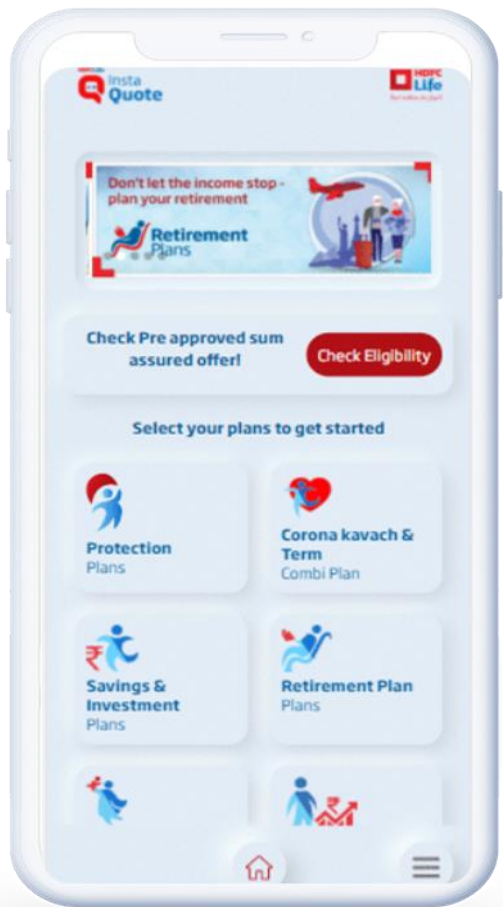 Insta
Quote
HDFC
Life
Don't let the income stop -
plan your retirement
Retirement
Plans
Check Pre approved sum
assured offer!
Check Eligibility
Select your plans to get started
Protection
Plans
Corona kavach &
Term
Combi Plan
Savings &
Investment
Plans
Retirement Plan
Plans